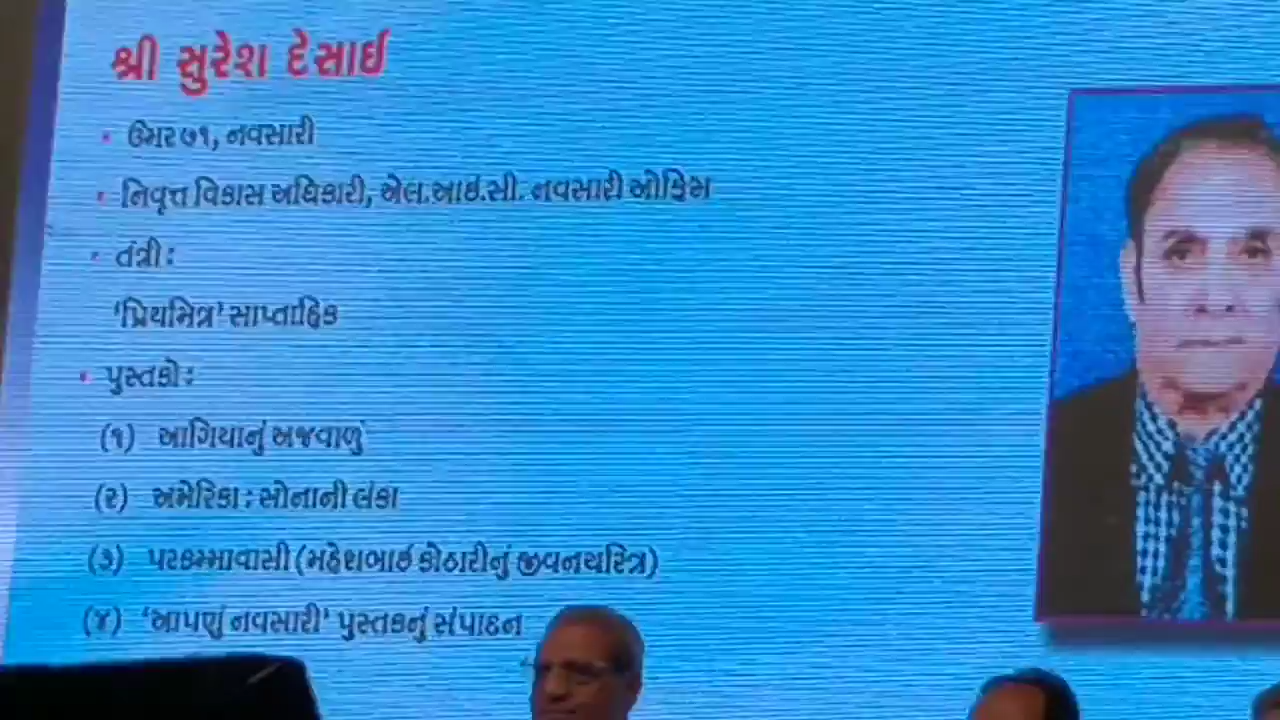 શ્રી સુરેશ દેસાઈ
• ઉંમર ૭૧, નવસારી
• નિવૃત્ત વિકાસ અધિકારી, એલ.આઈ.સી. નવસારી ઓફિસ
• તંત્રી :
‘પ્રિયમિત્ર’ સાપ્તાહિક
• પુસ્તકો :
(૧) આગિયાનું અજવાળું
(૨) અમેરિકા : સોનાની લંકા
(૩) પરકમ્માવાસી (મહેશભાઈ કોઠારીનું જીવનચરિત્ર)
(૪) ‘આપણું નવસારી’ પુસ્તકનું સંપાદન